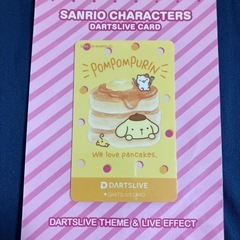 SANRIO CHARACTERS
DARTSLIVE CARD
POMPOMPURIN
We love pancakes.
DARTSLIVE
DARTSLIVE THEME & LIVE EFFECT